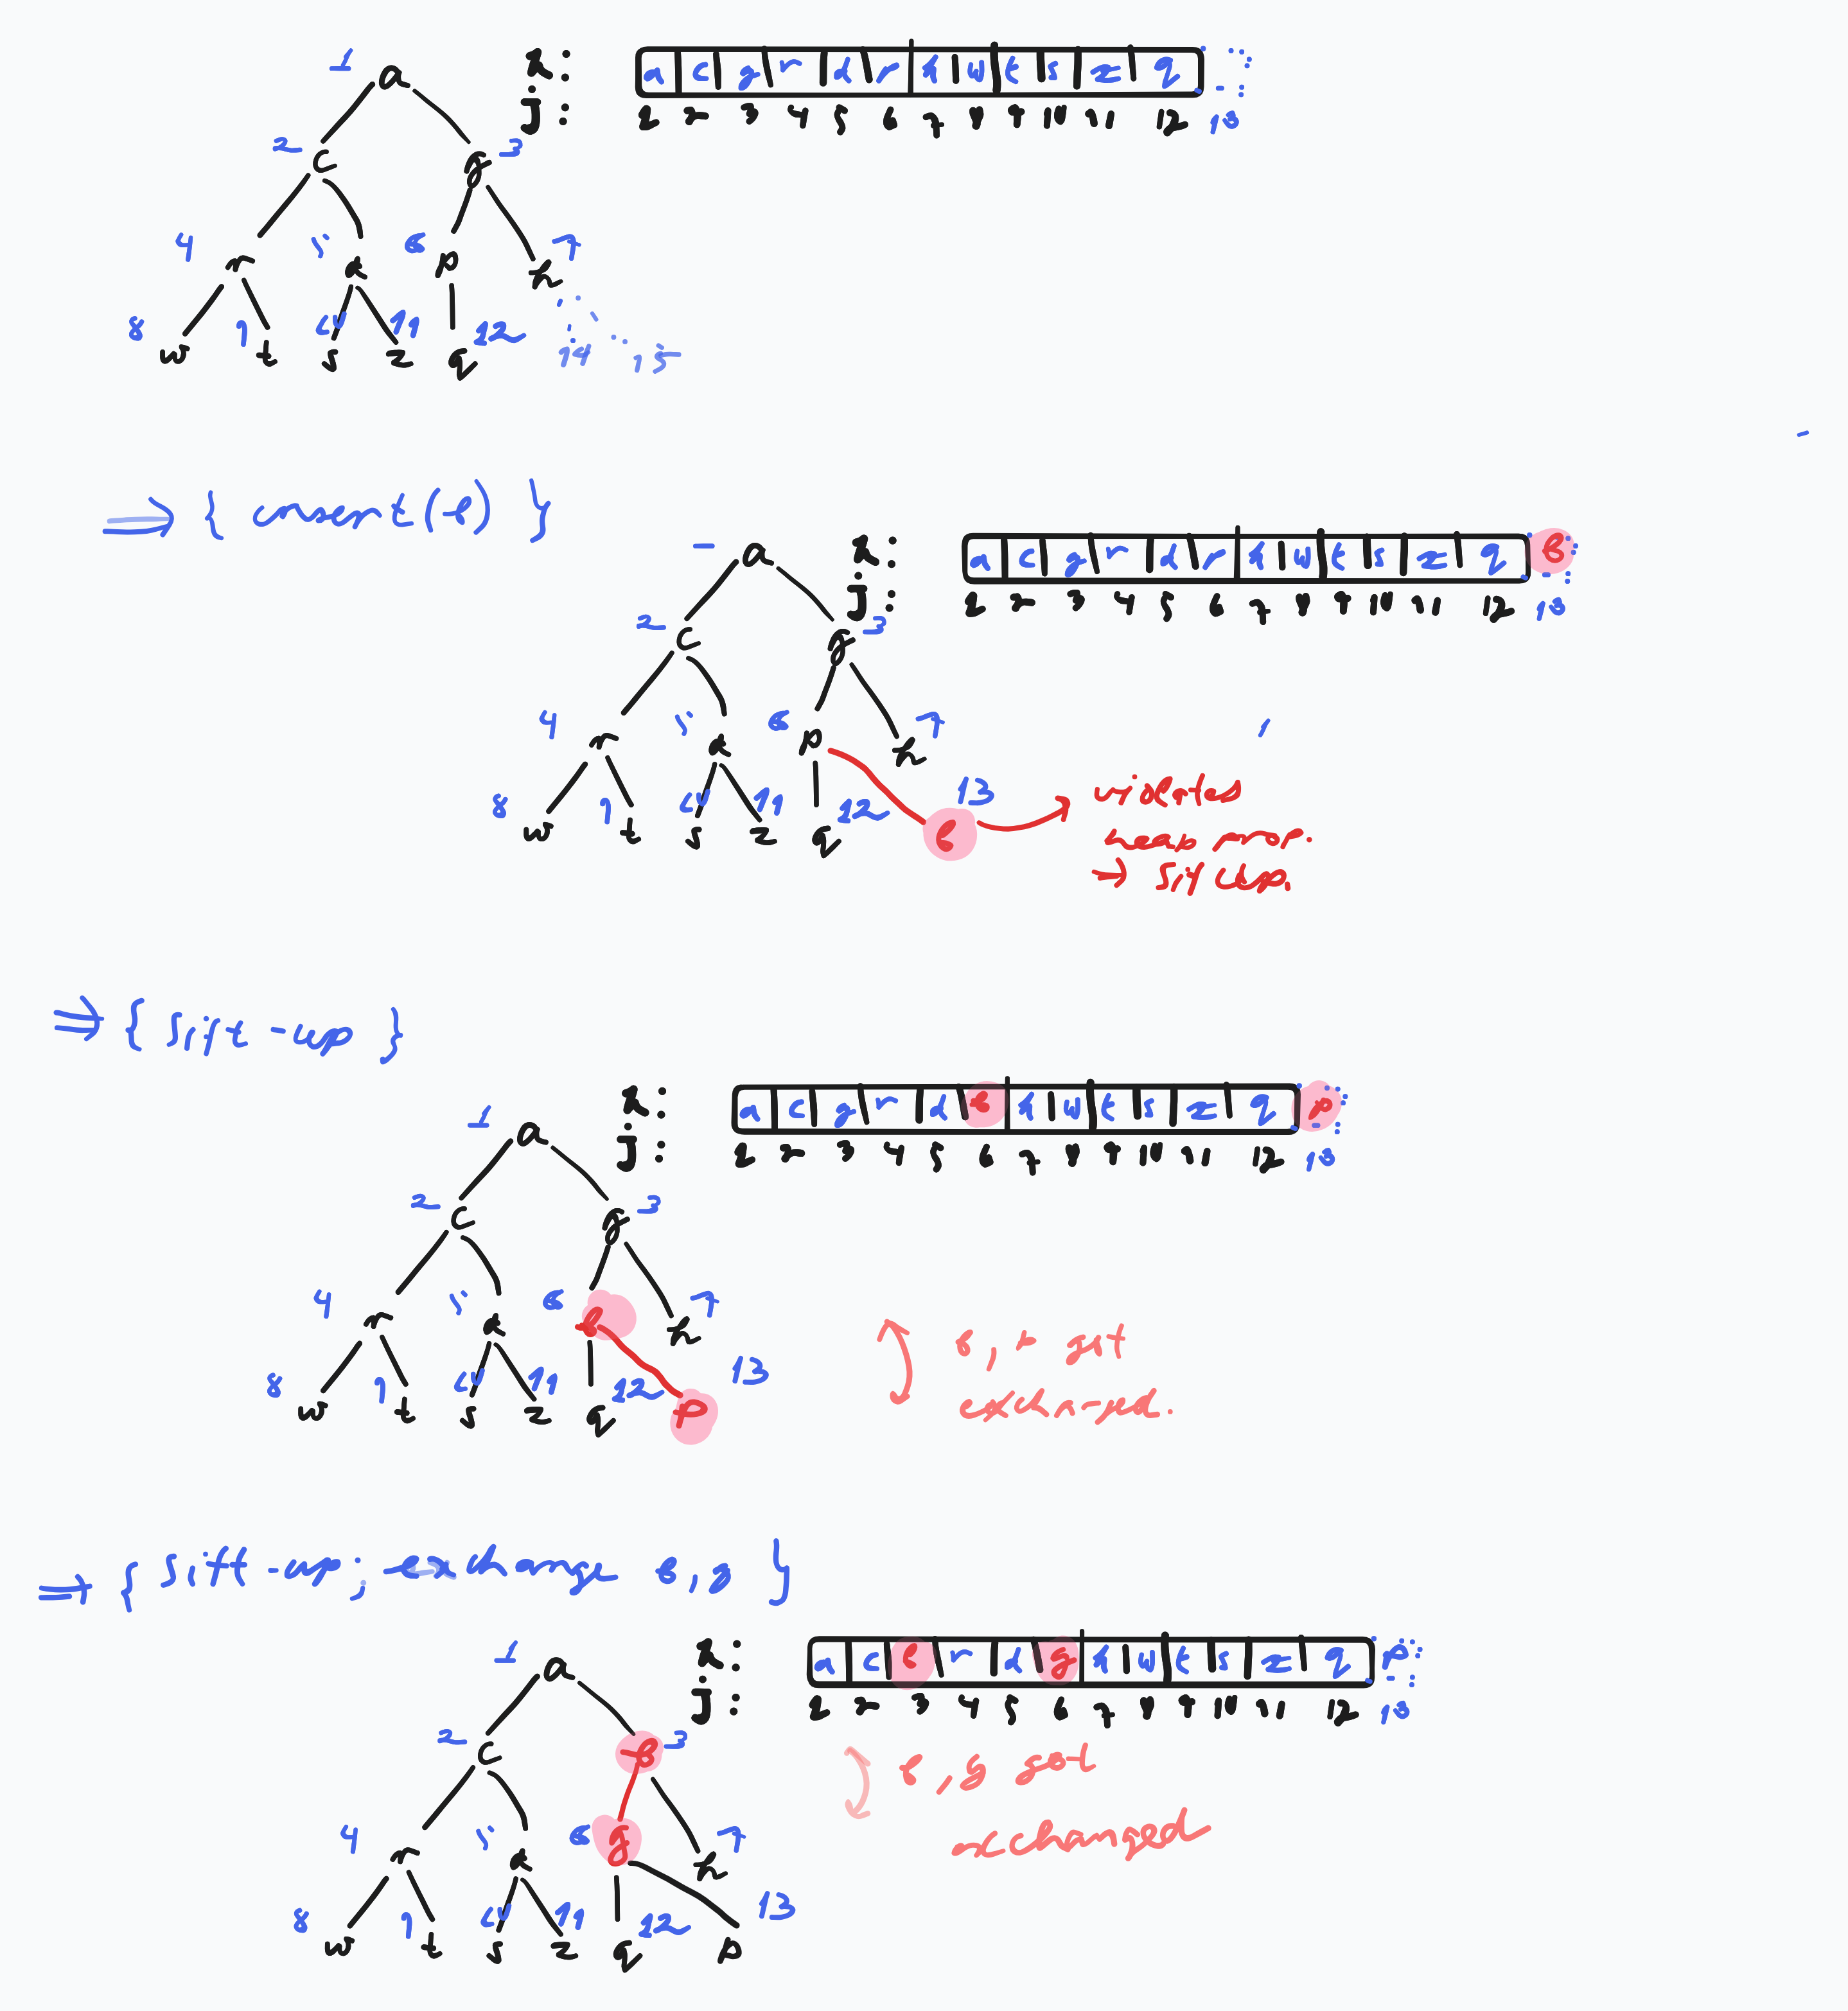 1 a
k : a c g r d p k w t s z q
j : 1 2 3 4 5 6 7 8 9 10 11 12 13
2 c g 3
4 5 6 7
r d p k
8 9 10 11 12
w t s z q
14 15
⇒ { insert(b) }
a
k : a c g r d p k w t s z q b
j : 1 2 3 4 5 6 7 8 9 10 11 12 13
2 c g 3
4 5 6 7
r d p k
8 9 10 11 12 13
w t s z q b
violates
heap prop.
→ sift up.
⇒ { sift-up }
1 a
k : a c g r d b k w t s z q p
j : 1 2 3 4 5 6 7 8 9 10 11 12 13
2 c g 3
4 5 6 7
r d b k
8 9 10 11 12 13
w t s z q p
b, p get
exchanged.
⇒ { sift-up; exchange b, g }
1 a
k : a c b r d g k w t s z q p
j : 1 2 3 4 5 6 7 8 9 10 11 12 13
2 c b 3
4 5 6 7
r d g k
8 9 10 11 12 13
w t s z q p
b, g got
exchanged